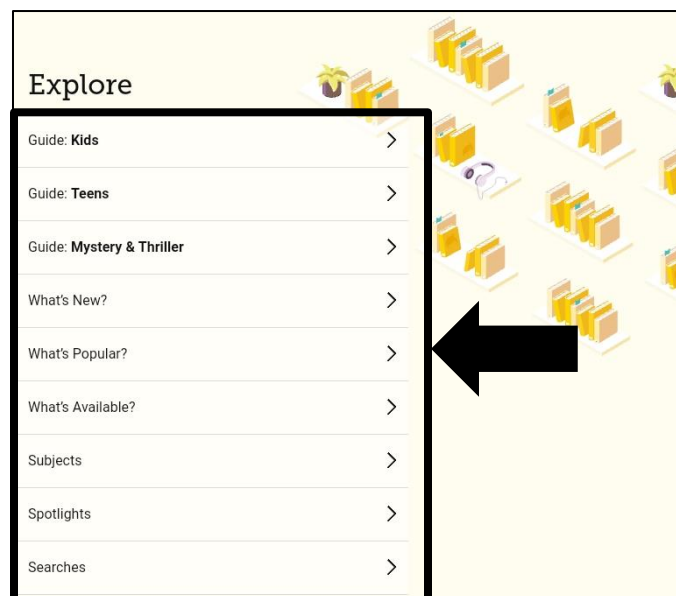 Explore
Guide: Kids
Guide: Teens
Guide: Mystery & Thriller
What's New?
What's Popular?
What's Available?
Subjects
Spotlights
Searches